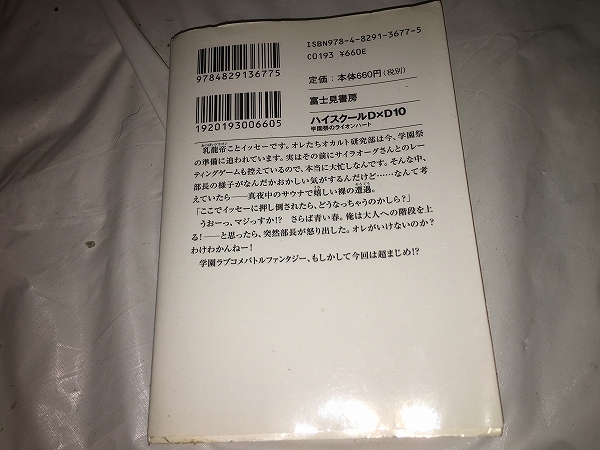 ISBN978-4-8291-3677-5
C0193 ¥660E
9784829136775
定価：本体660円(税別)
富士見書房
1920193006605
ハイスクールD×D10
学園祭のライオンハート
乳龍帝ことイッセーです。オレたちオカルト研究部は今、学園祭
の準備に追われています。実はその前にサイラオーグさんとのレー
ティングゲームも控えているので、本当に大忙しなんです。そんな中、
部長の様子がなんだかおかしい気がするんだけど……なんて考
えていたら――真夜中のサウナで嬉しい裸の遭遇。
「ここでイッセーに押し倒されたら、どうなっちゃうのかしら？」
うおーっ、マジっすか!? さらば青い春。俺は大人への階段を上
る！――と思ったら、突然部長が怒り出した。オレがいけないのか？
わけわかんねー！
学園ラブコメバトルファンタジー、もしかして今回は超まじめ!?